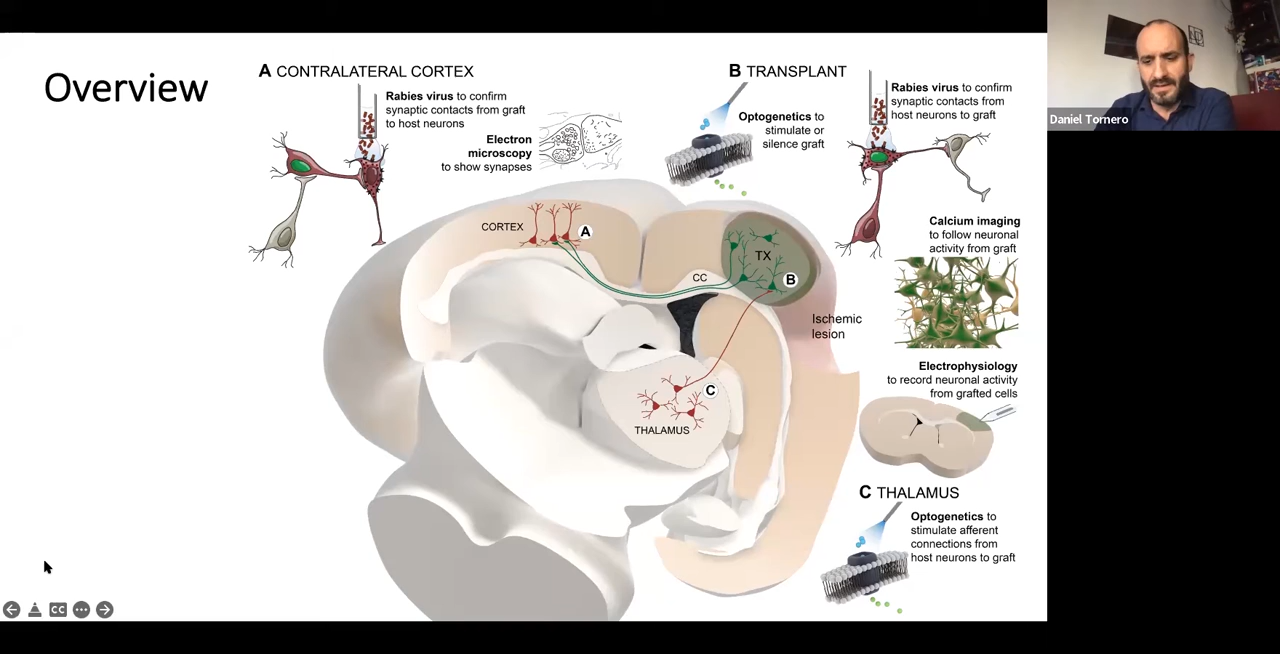 Overview
A CONTRALATERAL CORTEX
Rabies virus to confirm
synaptic contacts from graft
to host neurons
Electron
microscopy
to show synapses
B TRANSPLANT
Optogenetics to
stimulate or
silence graft
Rabies virus to confirm
synaptic contacts from
host neurons to graft
Calcium imaging
to follow neuronal
activity from graft
Electrophysiology
to record neuronal activity
from grafted cells
CORTEX
A
CC
TX
B
Ischemic
lesion
C
THALAMUS
C THALAMUS
Optogenetics to
stimulate afferent
connections from
host neurons to graft
CC
Daniel Tornero